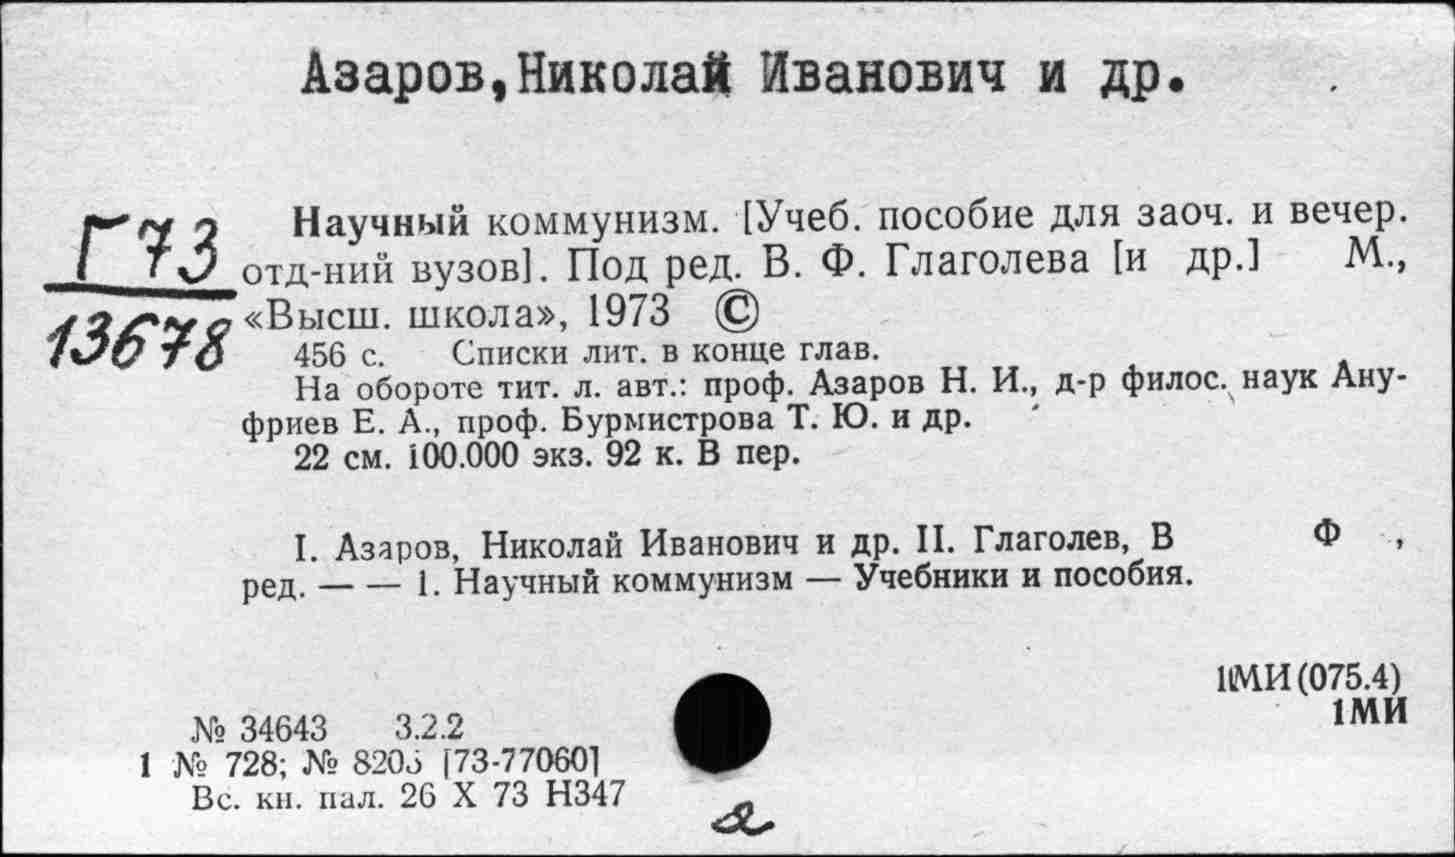 Азаров,Николай Иванович и др.
Г73
13678
Научный коммунизм. [Учеб. пособие для заоч. и вечер.
отд-ний вузов]. Под ред. В. Ф. Глаголева [и др.] М.,
«Высш. школа», 1973 ©
456 с. Списки лит. в конце глав.
На обороте тит. л. авт.: проф. Азаров Н. И., д-р филос. наук Ану-
фриев Е. А., проф. Бурмистрова Т. Ю. и др.
22 см. 100.000 экз. 92 к. В пер.
I. Азаров, Николай Иванович и др. II. Глаголев, В Ф ,
ред. — — 1. Научный коммунизм — Учебники и пособия.
1МИ(075.4)
1МИ
№ 34643 3.2.2
1 № 728; № [73-77060]
Вс. кн. пал. 26 X 73 Н347